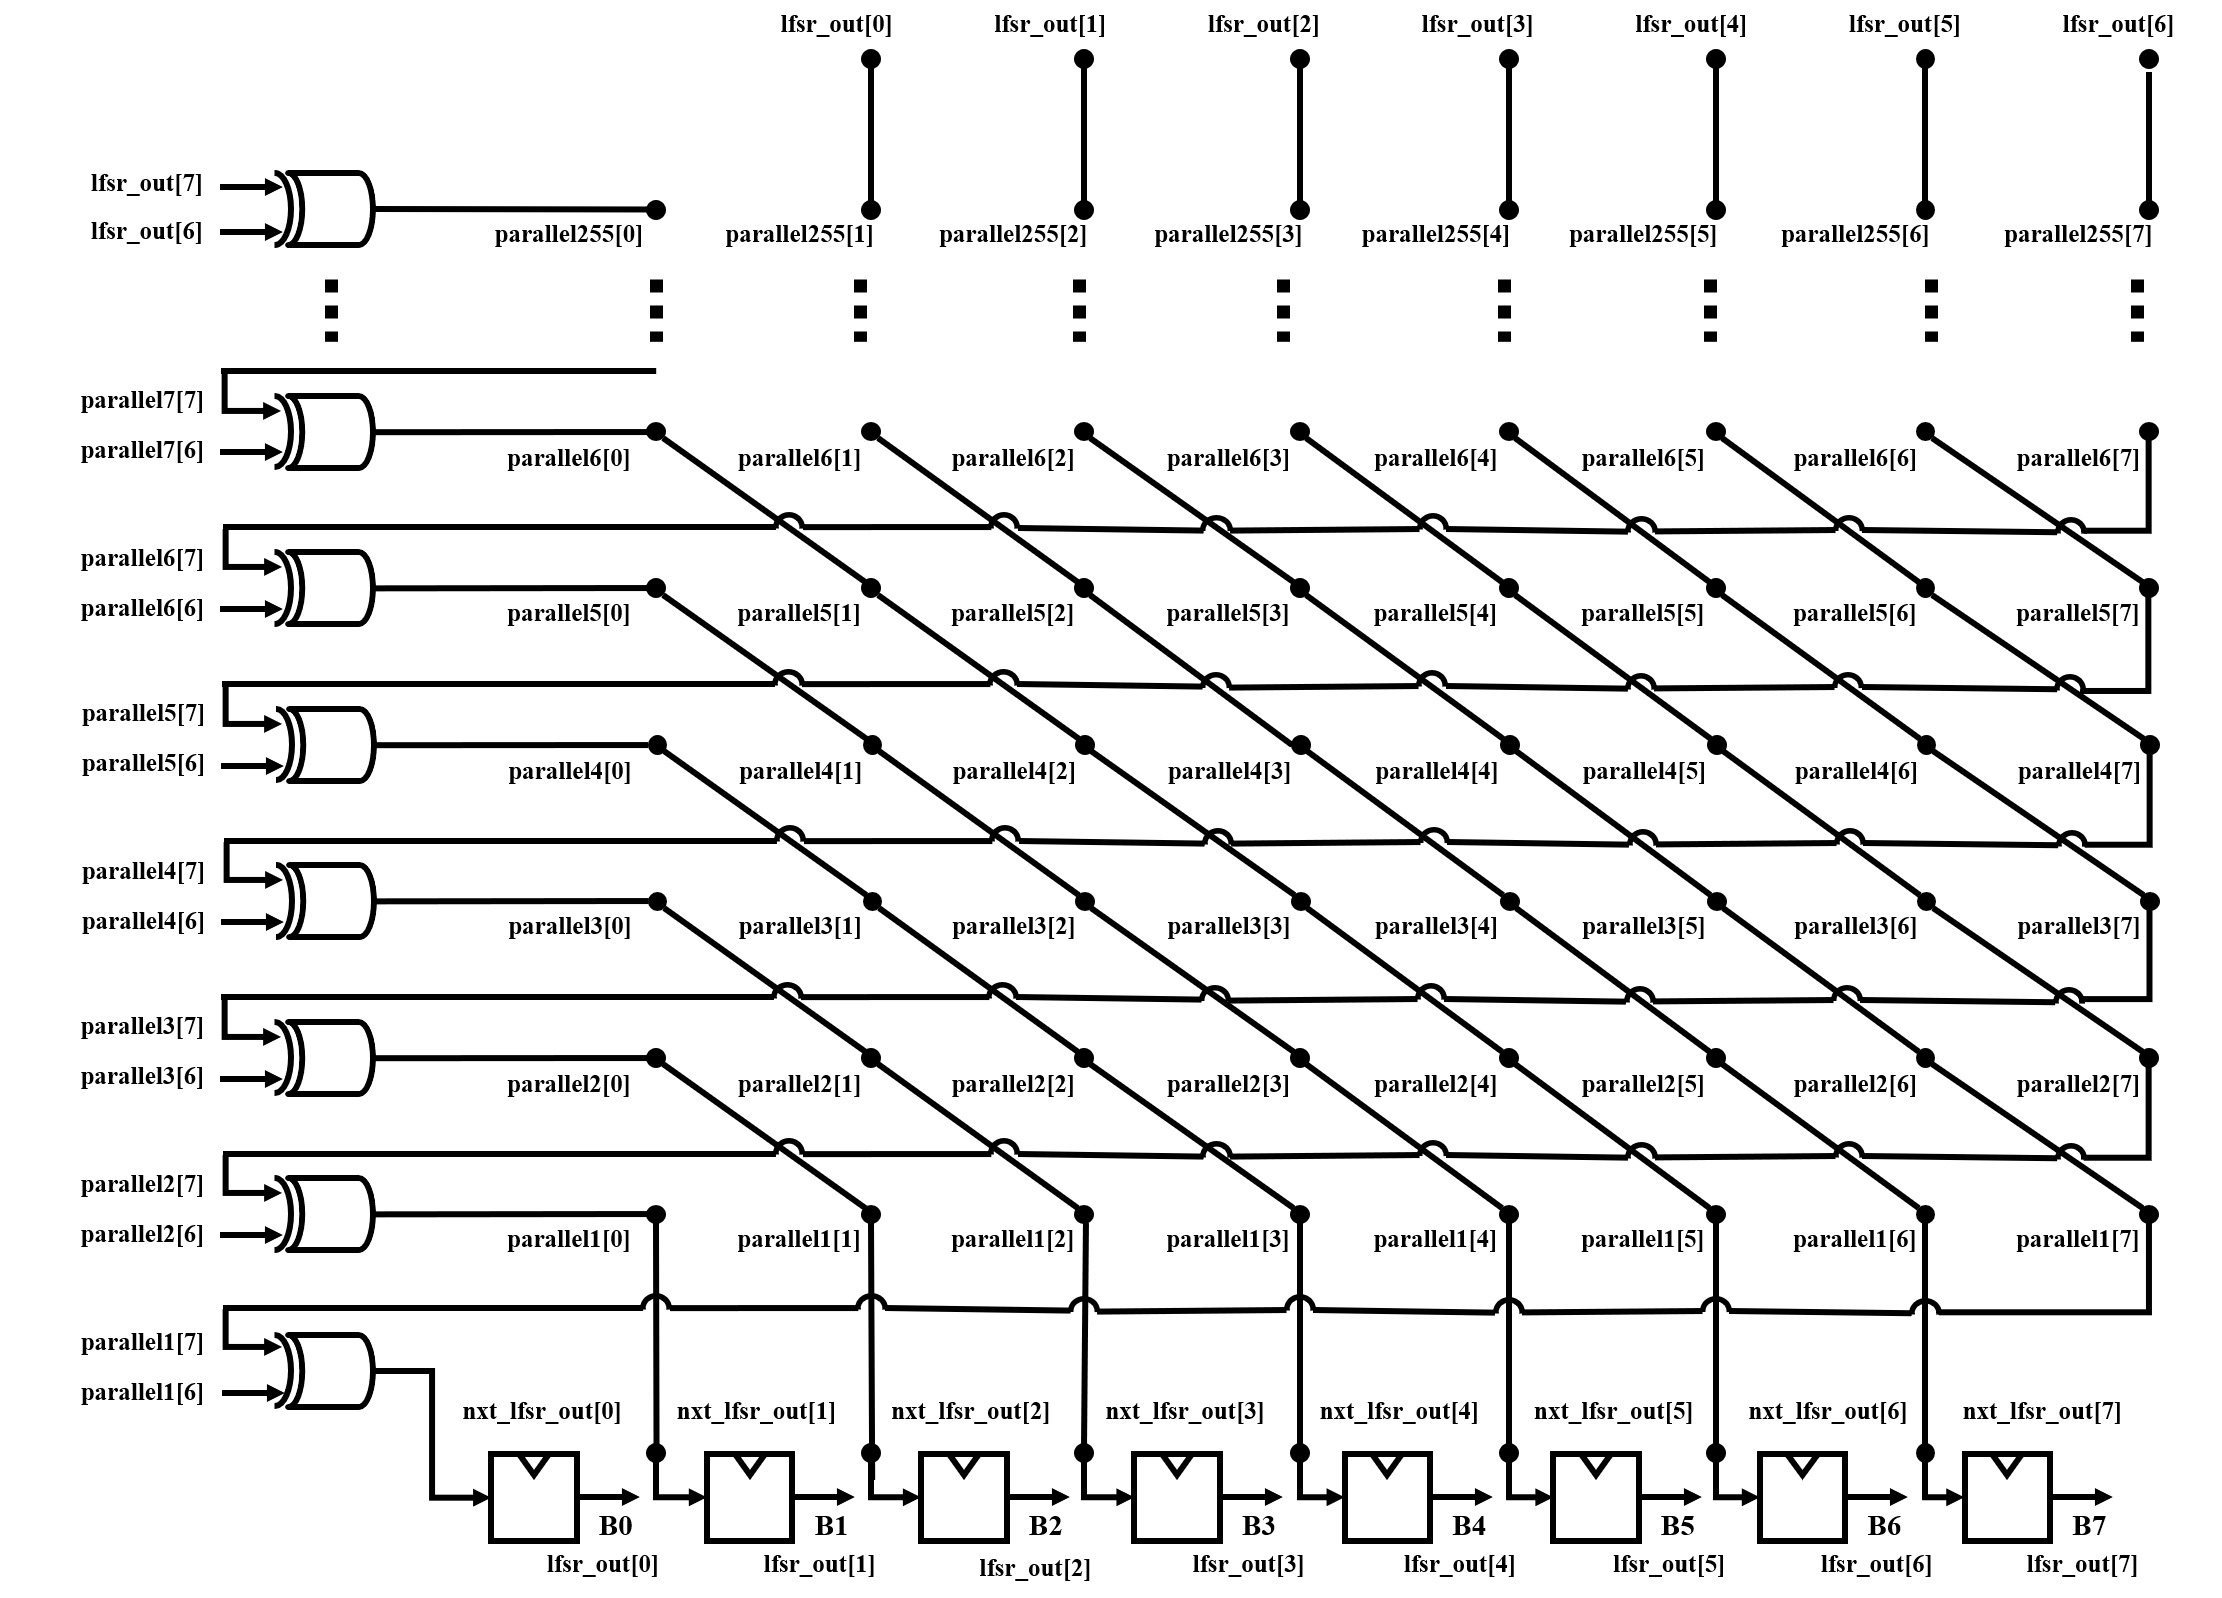 lfsr_out[0] lfsr_out[1] lfsr_out[2] lfsr_out[3] lfsr_out[4] lfsr_out[5] lfsr_out[6]
lfsr_out[7]
lfsr_out[6]
parallel255[0] parallel255[1] parallel255[2] parallel255[3] parallel255[4] parallel255[5] parallel255[6] parallel255[7]
parallel7[7]
parallel7[6]
parallel6[0] parallel6[1] parallel6[2] parallel6[3] parallel6[4] parallel6[5] parallel6[6] parallel6[7]
parallel6[7]
parallel6[6]
parallel5[0] parallel5[1] parallel5[2] parallel5[3] parallel5[4] parallel5[5] parallel5[6] parallel5[7]
parallel5[7]
parallel5[6]
parallel4[0] parallel4[1] parallel4[2] parallel4[3] parallel4[4] parallel4[5] parallel4[6] parallel4[7]
parallel4[7]
parallel4[6]
parallel3[0] parallel3[1] parallel3[2] parallel3[3] parallel3[4] parallel3[5] parallel3[6] parallel3[7]
parallel3[7]
parallel3[6]
parallel2[0] parallel2[1] parallel2[2] parallel2[3] parallel2[4] parallel2[5] parallel2[6] parallel2[7]
parallel2[7]
parallel2[6]
parallel1[0] parallel1[1] parallel1[2] parallel1[3] parallel1[4] parallel1[5] parallel1[6] parallel1[7]
parallel1[7]
parallel1[6]
nxt_lfsr_out[0] nxt_lfsr_out[1] nxt_lfsr_out[2] nxt_lfsr_out[3] nxt_lfsr_out[4] nxt_lfsr_out[5] nxt_lfsr_out[6] nxt_lfsr_out[7]
B0 B1 B2 B3 B4 B5 B6 B7
lfsr_out[0] lfsr_out[1] lfsr_out[2] lfsr_out[3] lfsr_out[4] lfsr_out[5] lfsr_out[6] lfsr_out[7]